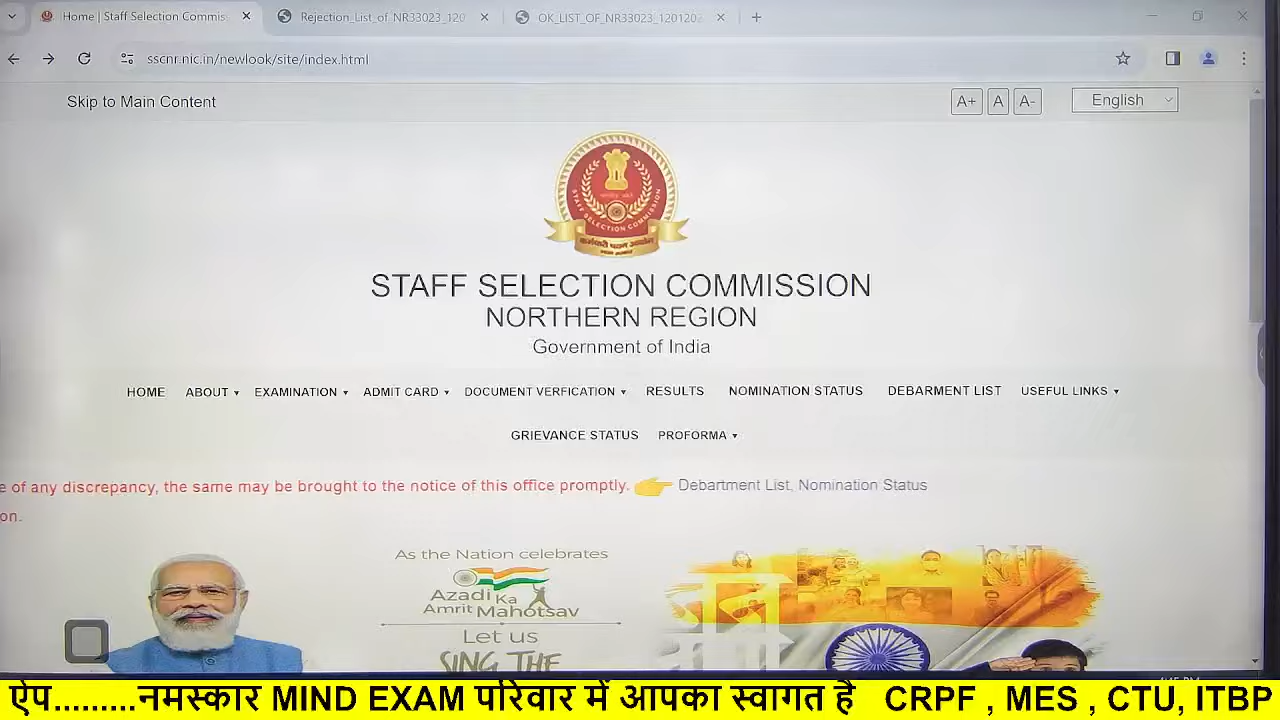 Home | Staff Selection Commis
Rejection_List_of_NR33023_120
OK_LIST_OF_NR33023_120120
sscnr.nic.in/newlook/site/index.html
Skip to Main Content
A+ A A-
English
STAFF SELECTION COMMISSION
STAFF SELECTION COMMISSION
NORTHERN REGION
Government of India
HOME ABOUT EXAMINATION ADMIT CARD DOCUMENT VERFICATION RESULTS NOMINATION STATUS DEBARMENT LIST USEFUL LINKS
GRIEVANCE STATUS PROFORMA
e of any discrepancy, the same may be brought to the notice of this office promptly. Debartment List, Nomination Status
on.
As the Nation celebrates
Azadi Ka
Amrit Mahotsav
Let us
SING THE
ऐप.........नमस्कार MIND EXAM परिवार में आपका स्वागत है CRPF , MES , CTU, ITBP